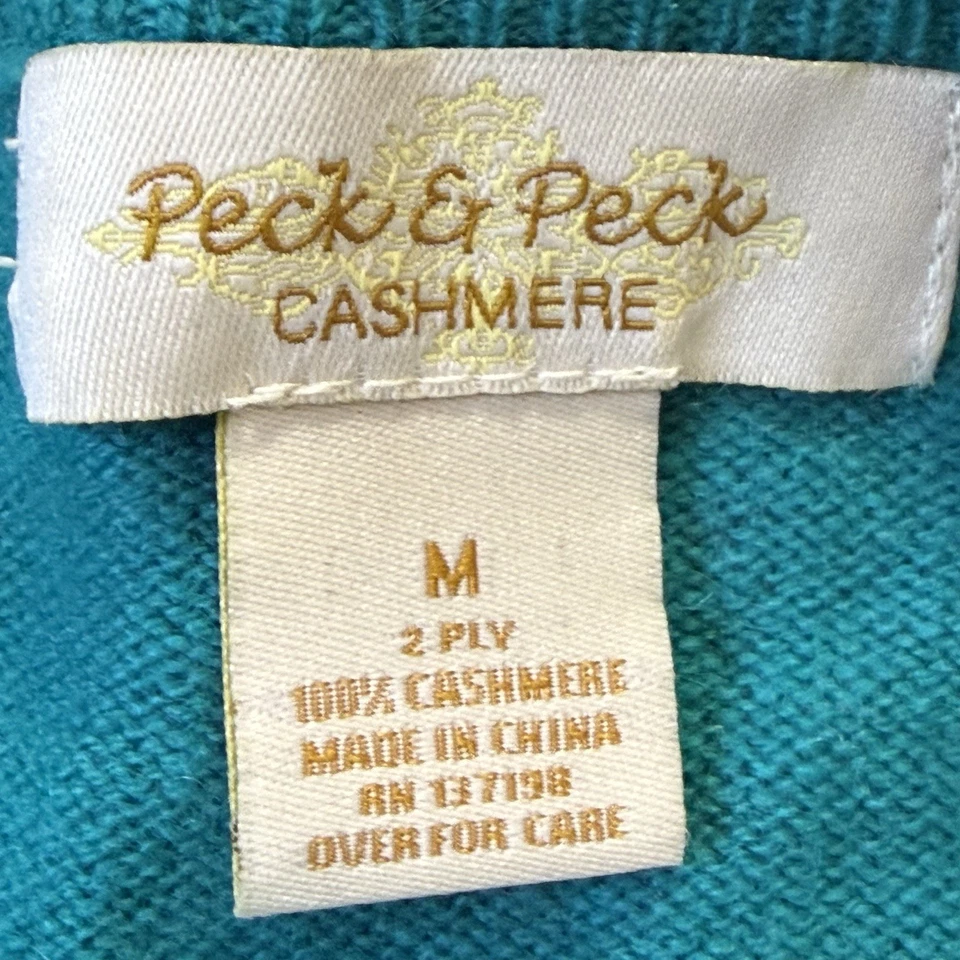 Peck & Peck
CASHMERE
M
2 PLY
100% CASHMERE
MADE IN CHINA
RN 137198
OVER FOR CARE